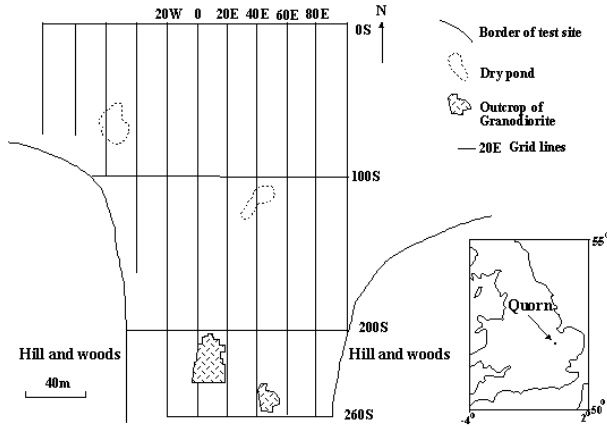 20W 0 20E 40E 60E 80E
N
0S
Border of test site
Dry pond
Outcrop of
Granodiorite
20E Grid lines
100S
55°
Quorn
200S
Hill and woods
Hill and woods
40m
260S
-4°
2°
50°